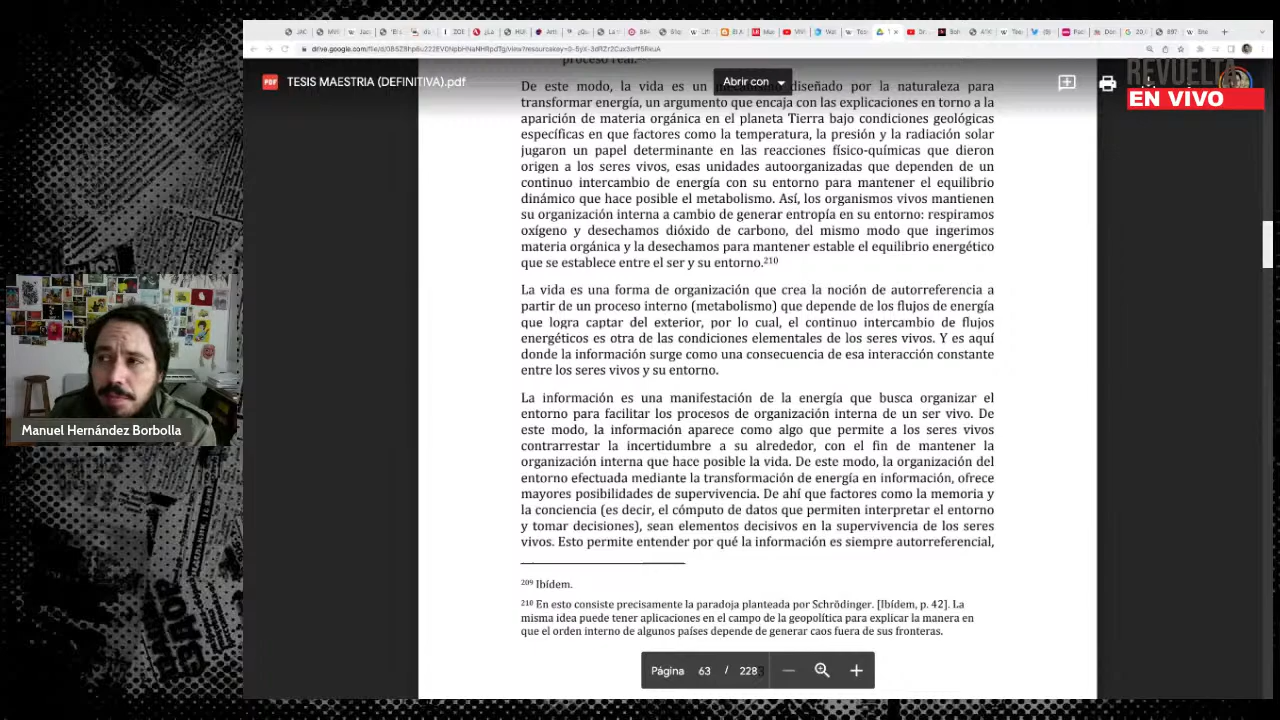 drive.google.com/file/d/
TESIS MAESTRIA (DEFINITIVA).pdf
Abrir con
REVUELTA
EN VIVO
proceso real.
De este modo, la vida es un mecanismo diseñado por la naturaleza para
transformar energía, un argumento que encaja con las explicaciones en torno a la
aparición de materia orgánica en el planeta Tierra bajo condiciones geológicas
específicas en que factores como la temperatura, la presión y la radiación solar
jugaron un papel determinante en las reacciones físico-químicas que dieron
origen a los seres vivos, esas unidades autoorganizadas que dependen de un
continuo intercambio de energía con su entorno para mantener el equilibrio
dinámico que hace posible el metabolismo. Así, los organismos vivos mantienen
su organización interna a cambio de generar entropía en su entorno: respiramos
oxígeno y desechamos dióxido de carbono, del mismo modo que ingerimos
materia orgánica y la desechamos para mantener estable el equilibrio energético
que se establece entre el ser y su entorno.210
La vida es una forma de organización que crea la noción de autorreferencia a
partir de un proceso interno (metabolismo) que depende de los flujos de energía
que logra captar del exterior, por lo cual, el continuo intercambio de flujos
energéticos es otra de las condiciones elementales de los seres vivos. Y es aquí
donde la información surge como una consecuencia de esa interacción constante
entre los seres vivos y su entorno.
La información es una manifestación de la energía que busca organizar el
entorno para facilitar los procesos de organización interna de un ser vivo. De
este modo, la información aparece como algo que permite a los seres vivos
contrarrestar la incertidumbre a su alrededor, con el fin de mantener la
organización interna que hace posible la vida. De este modo, la organización del
entorno efectuada mediante la transformación de energía en información, ofrece
mayores posibilidades de supervivencia. De ahí que factores como la memoria y
la conciencia (es decir, el cómputo de datos que permiten interpretar el entorno
y tomar decisiones), sean elementos decisivos en la supervivencia de los seres
vivos. Esto permite entender por qué la información es siempre autorreferencial,
209 Ibídem.
210 En esto consiste precisamente la paradoja planteada por Schrödinger. [Ibídem, p. 42]. La
misma idea puede tener aplicaciones en el campo de la geopolítica para explicar la manera en
que el orden interno de algunos países depende de generar caos fuera de sus fronteras.
Página 63 / 228
Manuel Hernández Borbolla